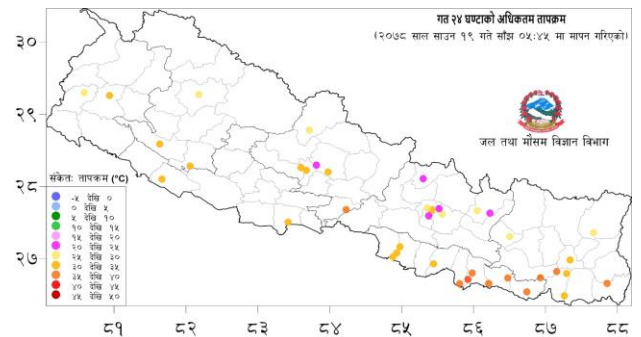 गत २४ घण्टाको अधिकतम तापक्रम
(२०७८ साल साउन १९ गते साँझ ०५:४५ मा मापन गरिएको)
३०
२९
२८
२७
जल तथा मौसम विज्ञान विभाग
संकेतः तापक्रम (°C)
-५ देखि ०
० देखि ५
५ देखि १०
१० देखि १५
१५ देखि २०
२० देखि २५
२५ देखि ३०
३० देखि ३५
३५ देखि ४०
४० देखि ४५
४५ देखि ५०
८१ ८२ ८३ ८४ ८५ ८६ ८७ ८८